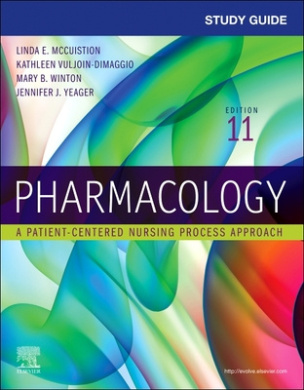 STUDY GUIDE
LINDA E. MCCUISTION
KATHLEEN VULJOIN-DIMAGGIO
MARY B. WINTON
JENNIFER J. YEAGER
EDITION
11
PHARMACOLOGY
A PATIENT-CENTERED NURSING PROCESS APPROACH
ELSEVIER
http://evolve.elsevier.com